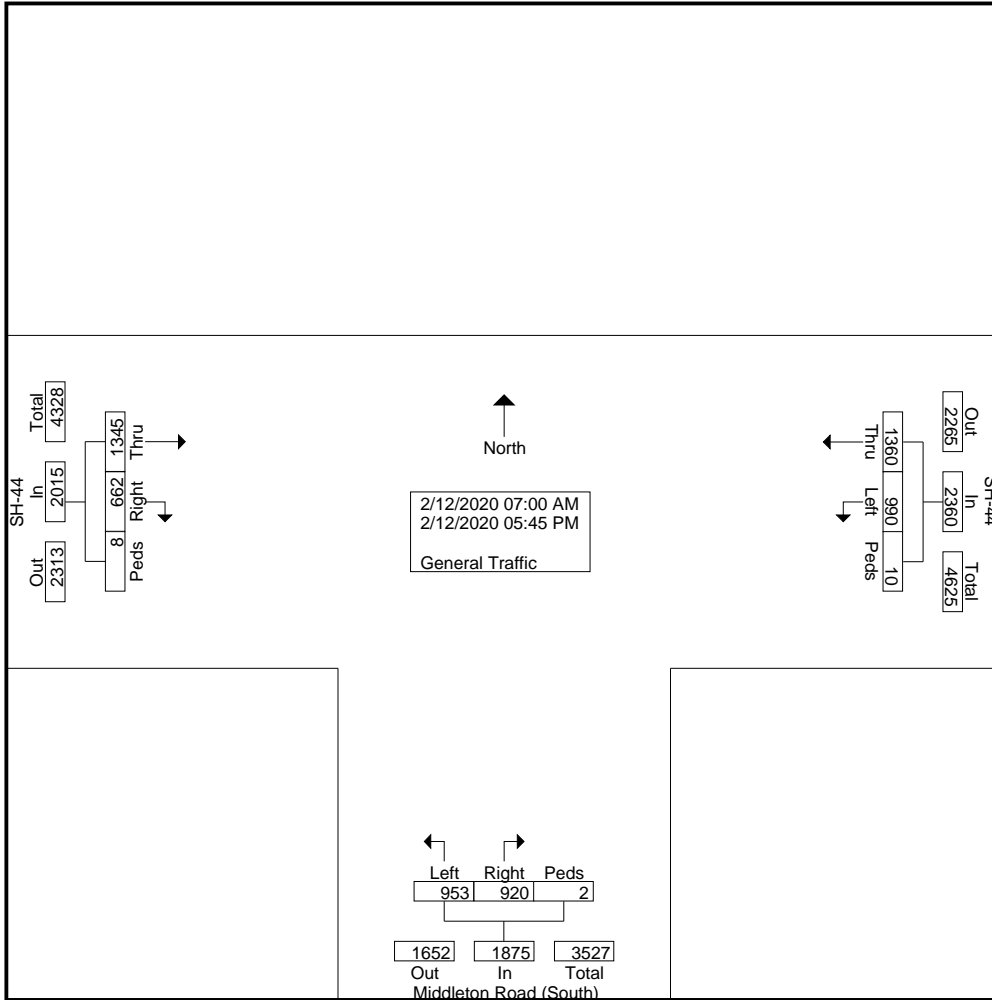 North
2/12/2020 07:00 AM
2/12/2020 05:45 PM
General Traffic
SH-44
Total In Out
4328 2015 2313
1345 662 8
Thru Right Peds
SH-44
Out In Total
2265 2360 4625
1360 990 10
Thru Left Peds
Left Right Peds
953 920 2
1652 1875 3527
Out In Total
Middleton Road (South)